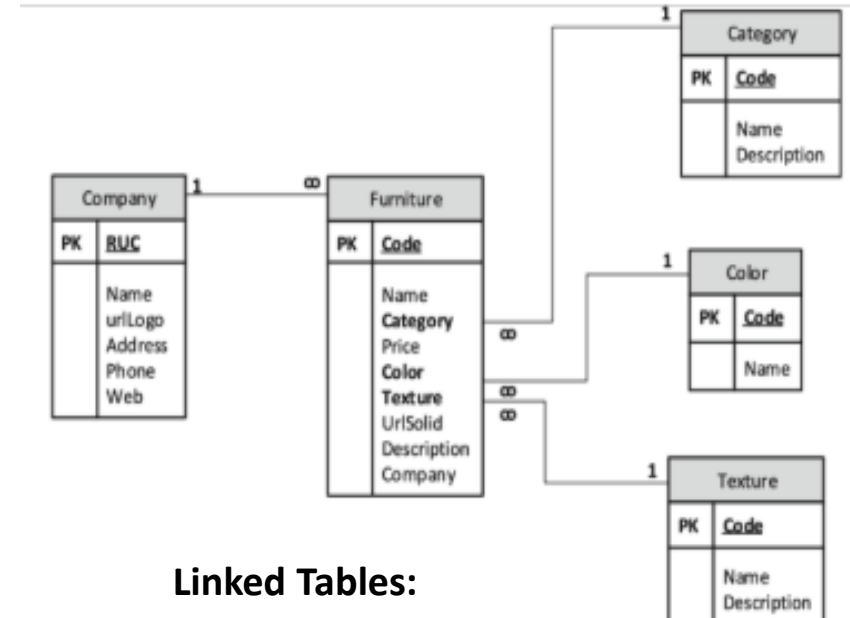 1
Category
PK Code
Name
Description
1 ∞
Company
PK RUC
Name
urlLogo
Address
Phone
Web
Furniture
PK Code
Name
Category
Price
Color
Texture
UrlSolid
Description
Company
∞
∞
∞
1
Color
PK Code
Name
1
Texture
PK Code
Name
Description
Linked Tables: